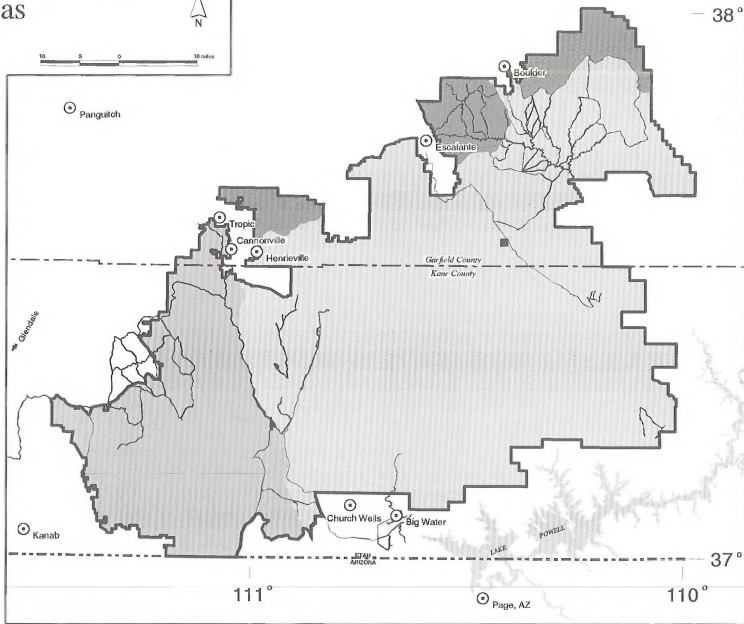 as
N
10 5 0 10 miles
38°
Boulder
Panguitch
Escalante
Tropic
Cannonville
Henrieville
Garfield County
Kane County
Glendale
Church Wells
Big Water
Kanab
LAKE POWELL
UTAH
ARIZONA
37°
111°
110°
Page, AZ